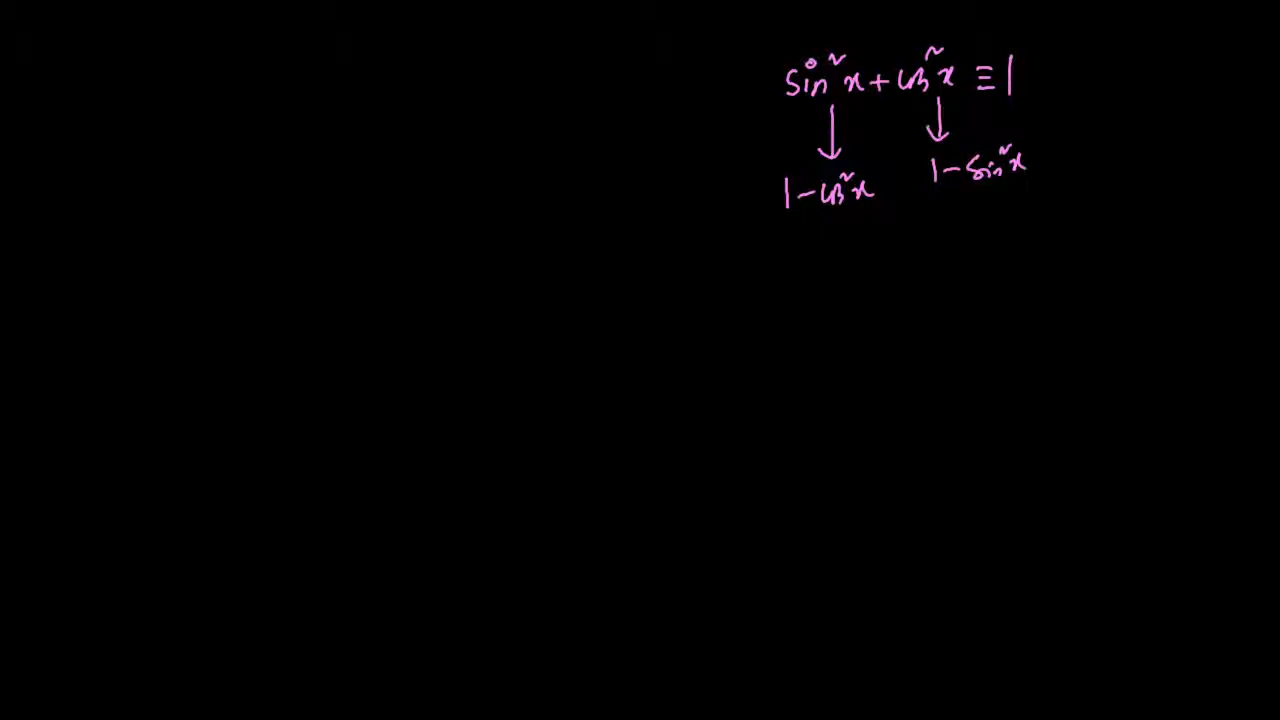 sin²x + cos²x ≡ 1
1 - sin²x
1 - cos²x